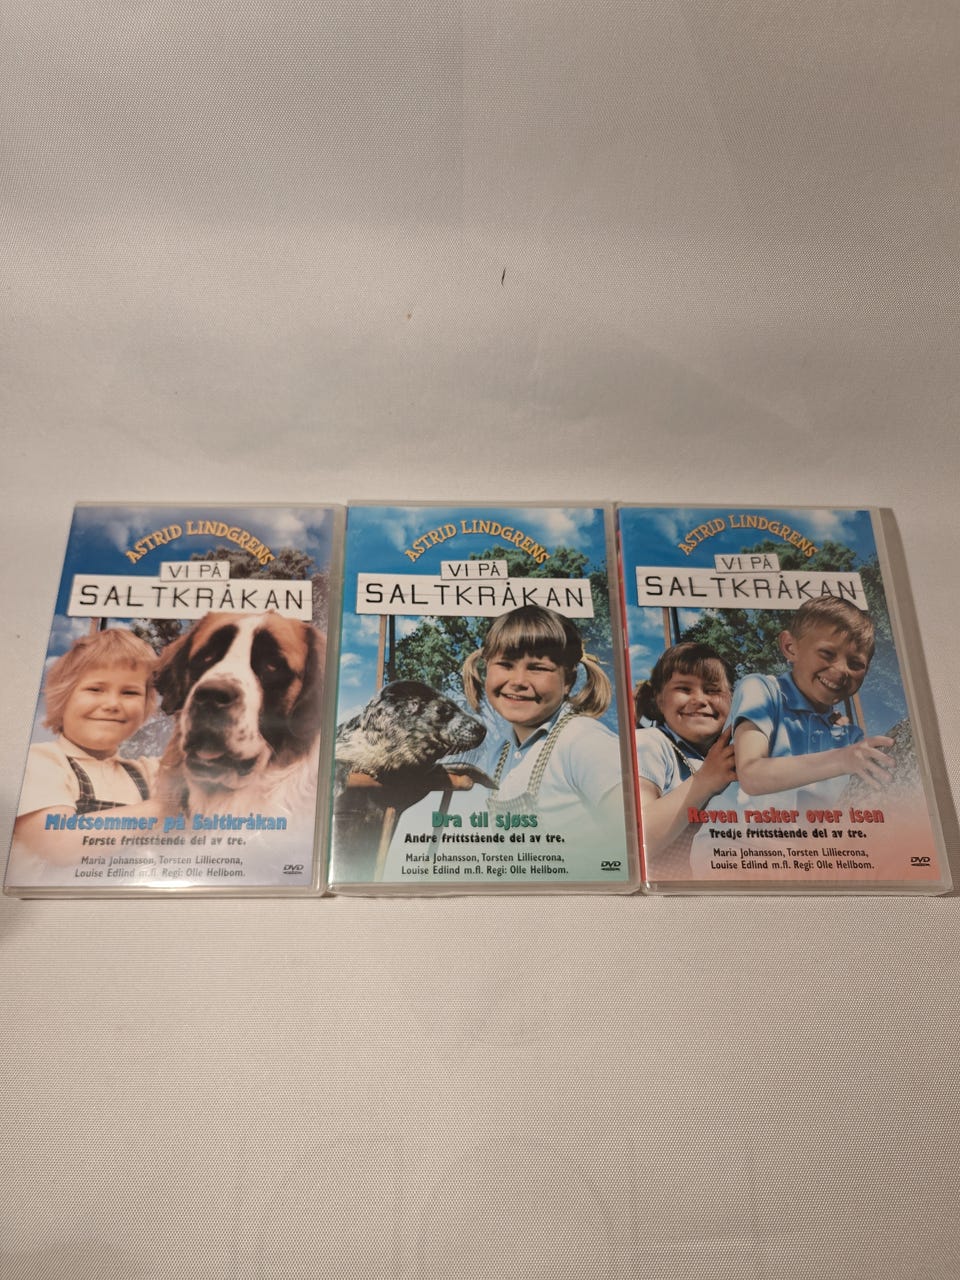 ASTRID LINDGRENS
VI PÅ
SALTKRÅKAN
Midtsommer på Saltkråkan
Første frittstående del av tre.
Maria Johansson, Torsten Lilliecrona,
Louise Edlind m.fl. Regi: Olle Hellbom.
DVD
ASTRID LINDGRENS
VI PÅ
SALTKRÅKAN
Dra til sjøss
Andre frittstående del av tre.
Maria Johansson, Torsten Lilliecrona,
Louise Edlind m.fl. Regi: Olle Hellbom.
DVD
ASTRID LINDGRENS
VI PÅ
SALTKRÅKAN
Reven rasker over isen
Tredje frittstående del av tre.
Maria Johansson, Torsten Lilliecrona,
Louise Edlind m.fl. Regi: Olle Hellbom.
DVD